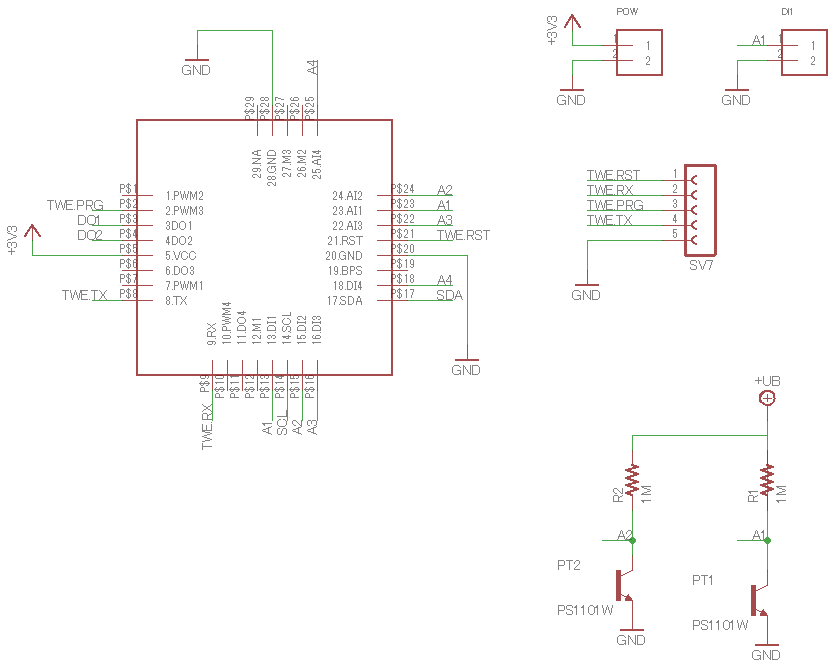 POW
+3V3
1
1
2
2
GND
DI1
A1
1
1
2
2
GND
GND
A4
P$29
P$28
P$27
P$26
P$25
29.NA
28.GND
27.M3
26.M2
25.AI4
P$1
1.PWM2
TWE.PRG
P$2
2.PWM3
DO1
P$3
3DO1
DO2
P$4
4DO2
+3V3
P$5
5.VCC
P$6
6.DO3
P$7
7.PWM1
TWE.TX
P$8
8.TX
24.AI2
P$24
A2
23.AI1
P$23
A1
22.AI3
P$22
A3
21.RST
P$21
TWE.RST
20.GND
P$20
19.BPS
P$19
18.DI4
P$18
A4
17.SDA
P$17
SDA
GND
9.RX
10.PWM4
11.DO4
12.M1
13.DI1
14.SCL
15.DI2
16.DI3
P$9
P$10
P$11
P$12
P$13
P$14
P$15
P$16
TWE.RX
A1
SCL
A2
A3
TWE.RST
1
TWE.RX
2
TWE.PRG
3
TWE.TX
4
5
SV7
GND
+UB
R2
1M
R1
1M
A2
A1
PT2
PS1101W
GND
PT1
PS1101W
GND